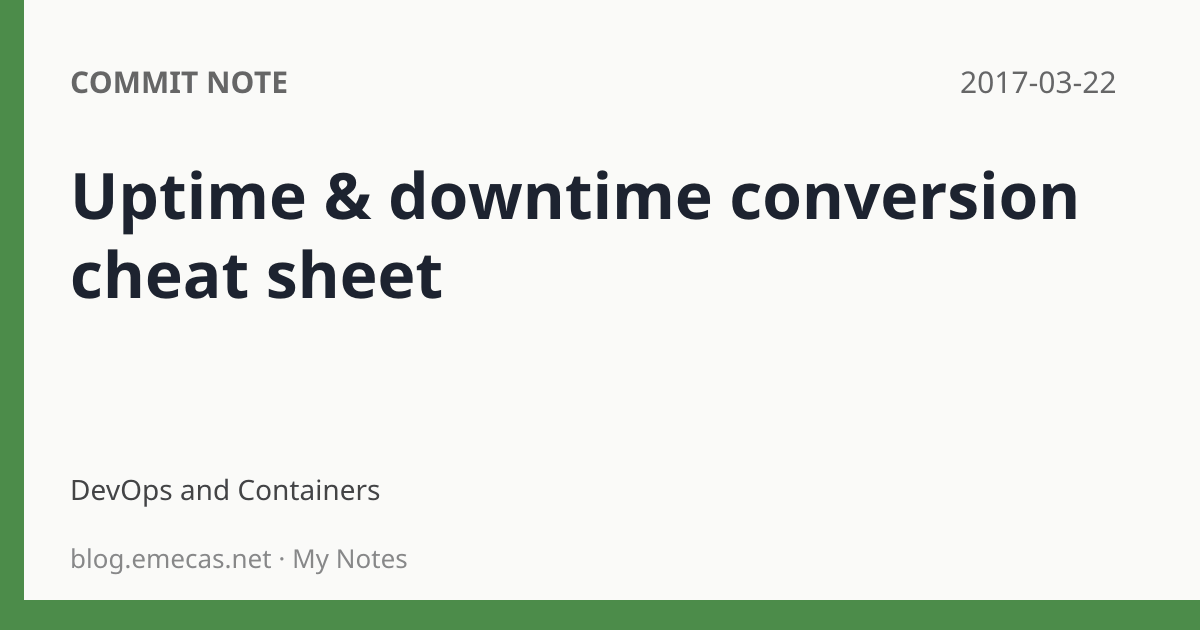 COMMIT NOTE
2017-03-22
Uptime & downtime conversion
cheat sheet
DevOps and Containers
blog.emecas.net · My Notes